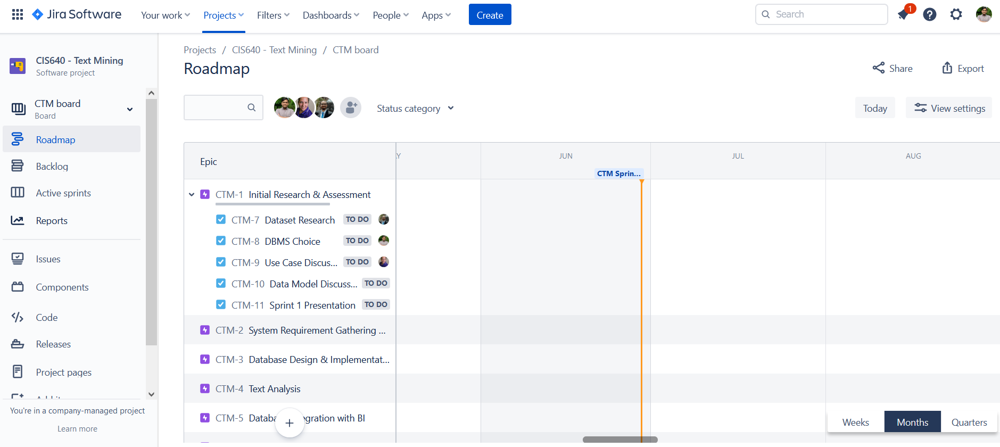 Jira Software Your work Projects Filters Dashboards People Apps Create Search 1
CIS640 - Text Mining
Software project
CTM board
Board
Roadmap
Backlog
Active sprints
Reports
Issues
Components
Code
Releases
Project pages
You're in a company-managed project
Learn more
Projects / CIS640 - Text Mining / CTM board
Roadmap
Share Export
Status category Today View settings
Epic JUN JUL AUG
CTM Sprin...
CTM-1 Initial Research & Assessment
CTM-7 Dataset Research TO DO
CTM-8 DBMS Choice TO DO
CTM-9 Use Case Discus... TO DO
CTM-10 Data Model Discuss... TO DO
CTM-11 Sprint 1 Presentation TO DO
CTM-2 System Requirement Gathering ...
CTM-3 Database Design & Implementat...
CTM-4 Text Analysis
CTM-5 with BI
Weeks Months Quarters